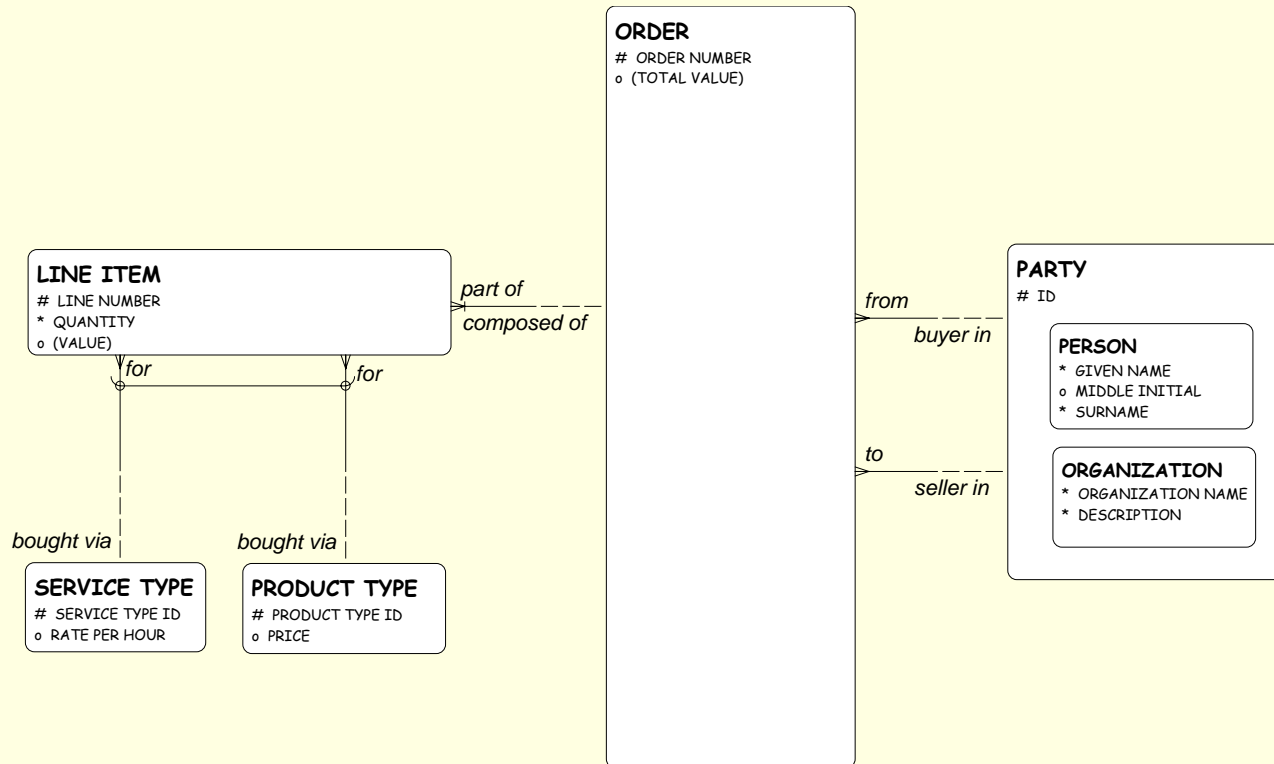 ORDER
# ORDER NUMBER
o (TOTAL VALUE)
LINE ITEM
# LINE NUMBER
* QUANTITY
o (VALUE)
part of
composed of
for
for
bought via
bought via
SERVICE TYPE
# SERVICE TYPE ID
o RATE PER HOUR
PRODUCT TYPE
# PRODUCT TYPE ID
o PRICE
from
buyer in
to
seller in
PARTY
# ID
PERSON
* GIVEN NAME
o MIDDLE INITIAL
* SURNAME
ORGANIZATION
* ORGANIZATION NAME
* DESCRIPTION